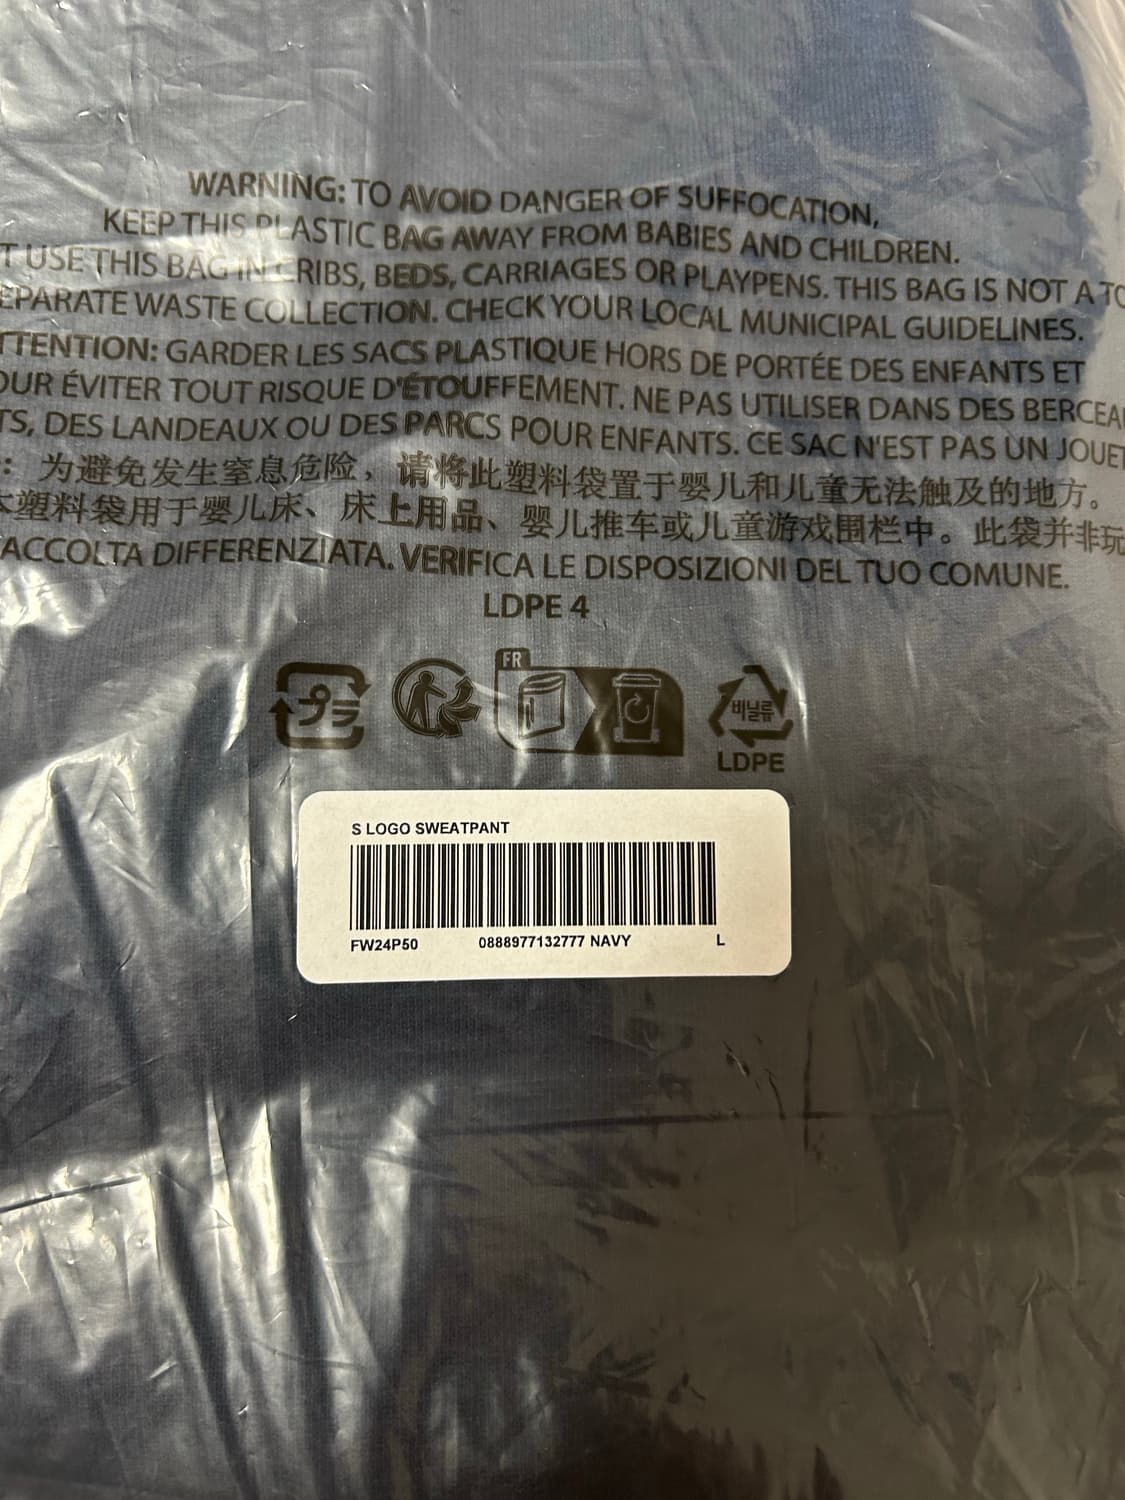 WARNING: TO AVOID DANGER OF SUFFOCATION,
KEEP THIS PLASTIC BAG AWAY FROM BABIES AND CHILDREN.
T USE THIS BAG IN CRIBS, BEDS, CARRIAGES OR PLAYPENS. THIS BAG IS NOT A TO
EPARATE WASTE COLLECTION. CHECK YOUR LOCAL MUNICIPAL GUIDELINES.
TTENTION: GARDER LES SACS PLASTIQUE HORS DE PORTÉE DES ENFANTS ET
OUR ÉVITER TOUT RISQUE D'ÉTOUFFEMENT. NE PAS UTILISER DANS DES BERCEAU
TS, DES LANDEAUX OU DES PARCS POUR ENFANTS. CE SAC N'EST PAS UN JOUET
: 为避免发生窒息危险，请将此塑料袋置于婴儿和儿童无法触及的地方。
本塑料袋用于婴儿床、床上用品、婴儿推车或儿童游戏围栏中。此袋并非玩
ACCOLTA DIFFERENZIATA. VERIFICA LE DISPOSIZIONI DEL TUO COMUNE.
LDPE 4
プラ
FR
비닐류
LDPE
S LOGO SWEATPANT
FW24P50 0888977132777 NAVY L